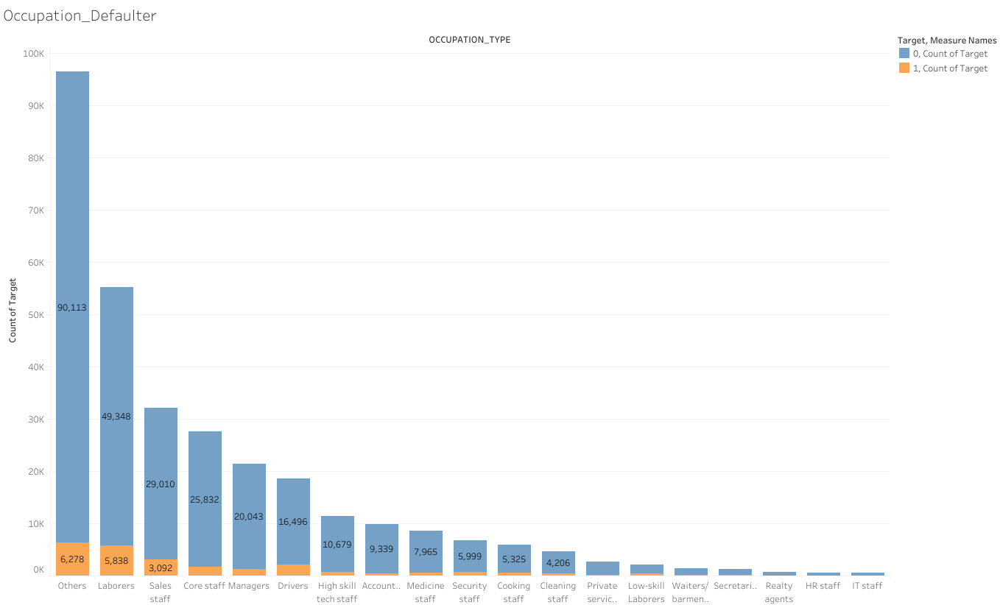 Occupation_Defaulter
OCCUPATION_TYPE
Target, Measure Names
0, Count of Target
1, Count of Target
Count of Target
100K
90K
80K
70K
60K
50K
40K
30K
20K
10K
0K
90,113
6,278
49,348
5,838
29,010
3,092
25,832
20,043
16,496
10,679
9,339
7,965
5,999
5,325
4,206
Others
Laborers
Sales
staff
Core staff
Managers
Drivers
High skill
tech staff
Account..
Medicine
staff
Security
staff
Cooking
staff
Cleaning
staff
Private
servic..
Low-skill
Laborers
Waiters/
barmen..
Secretari..
Realty
agents
HR staff
IT staff